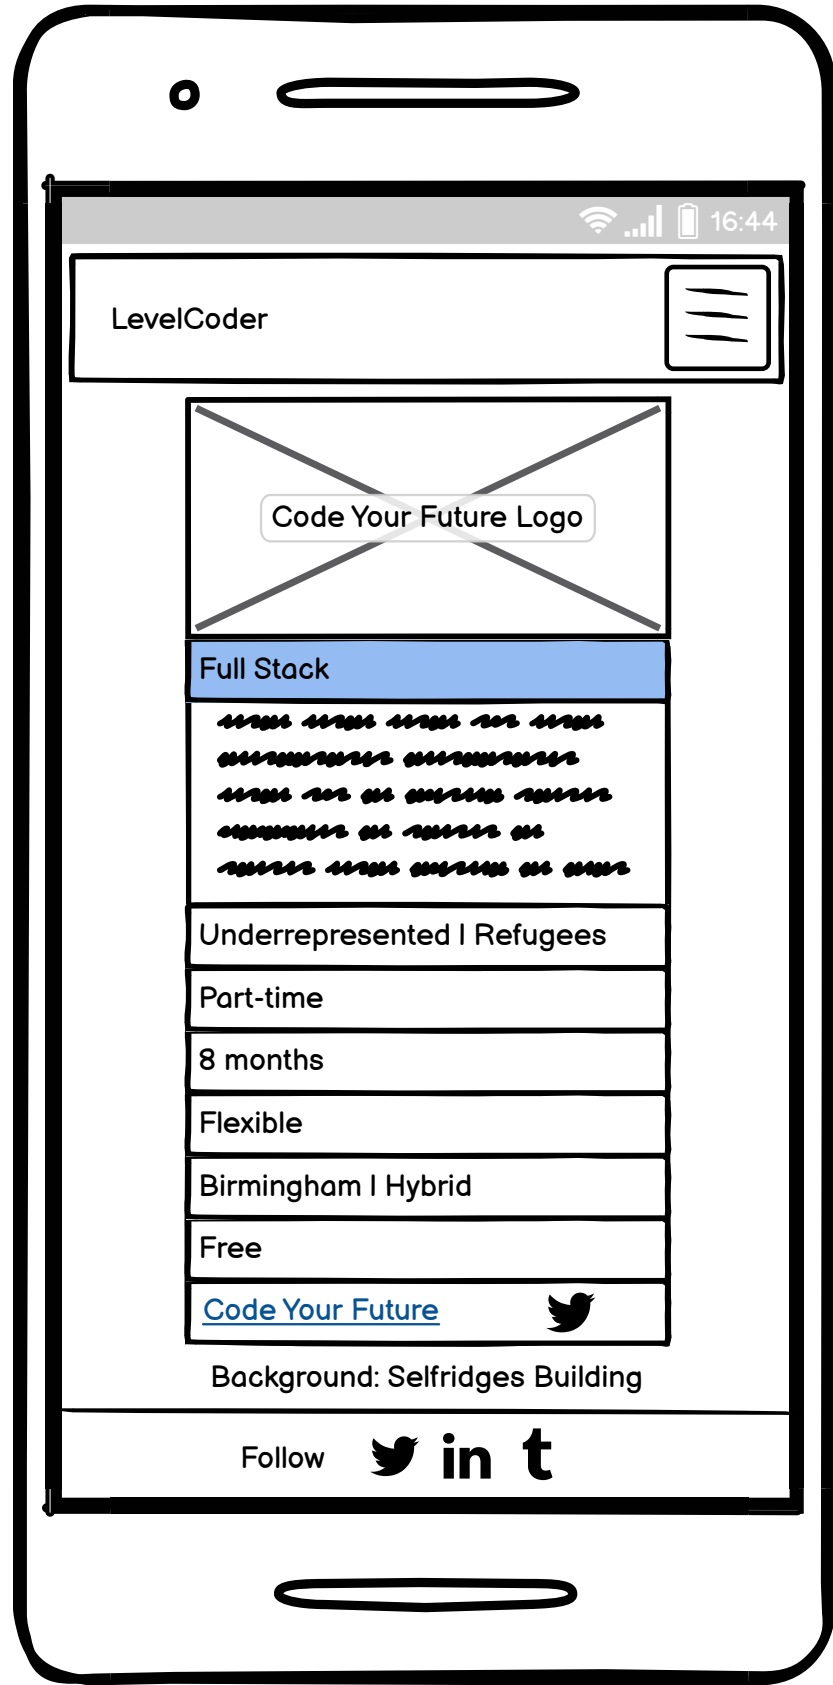 16:44
LevelCoder
Code Your Future Logo
Full Stack
Underrepresented | Refugees
Part-time
8 months
Flexible
Birmingham | Hybrid
Free
Code Your Future
Background: Selfridges Building
Follow